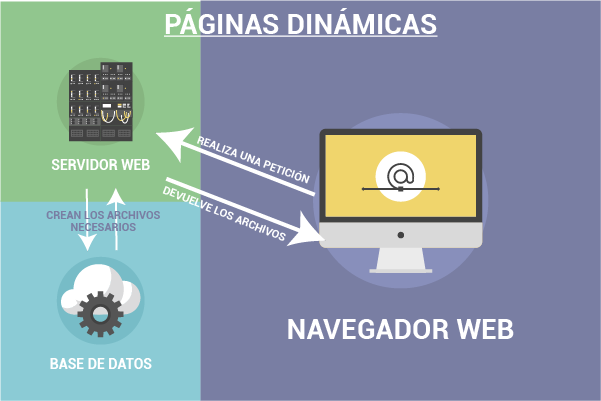 PÁGINAS DINÁMICAS
SERVIDOR WEB
REALIZA UNA PETICIÓN
DEVUELVE LOS ARCHIVOS
CREAN LOS ARCHIVOS
NECESARIOS
BASE DE DATOS
@
NAVEGADOR WEB